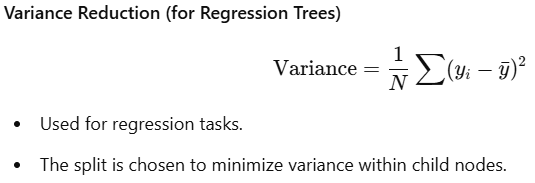 Variance Reduction (for Regression Trees)
Variance = 1/N ∑(yᵢ − ȳ)²
• Used for regression tasks.
• The split is chosen to minimize variance within child nodes.